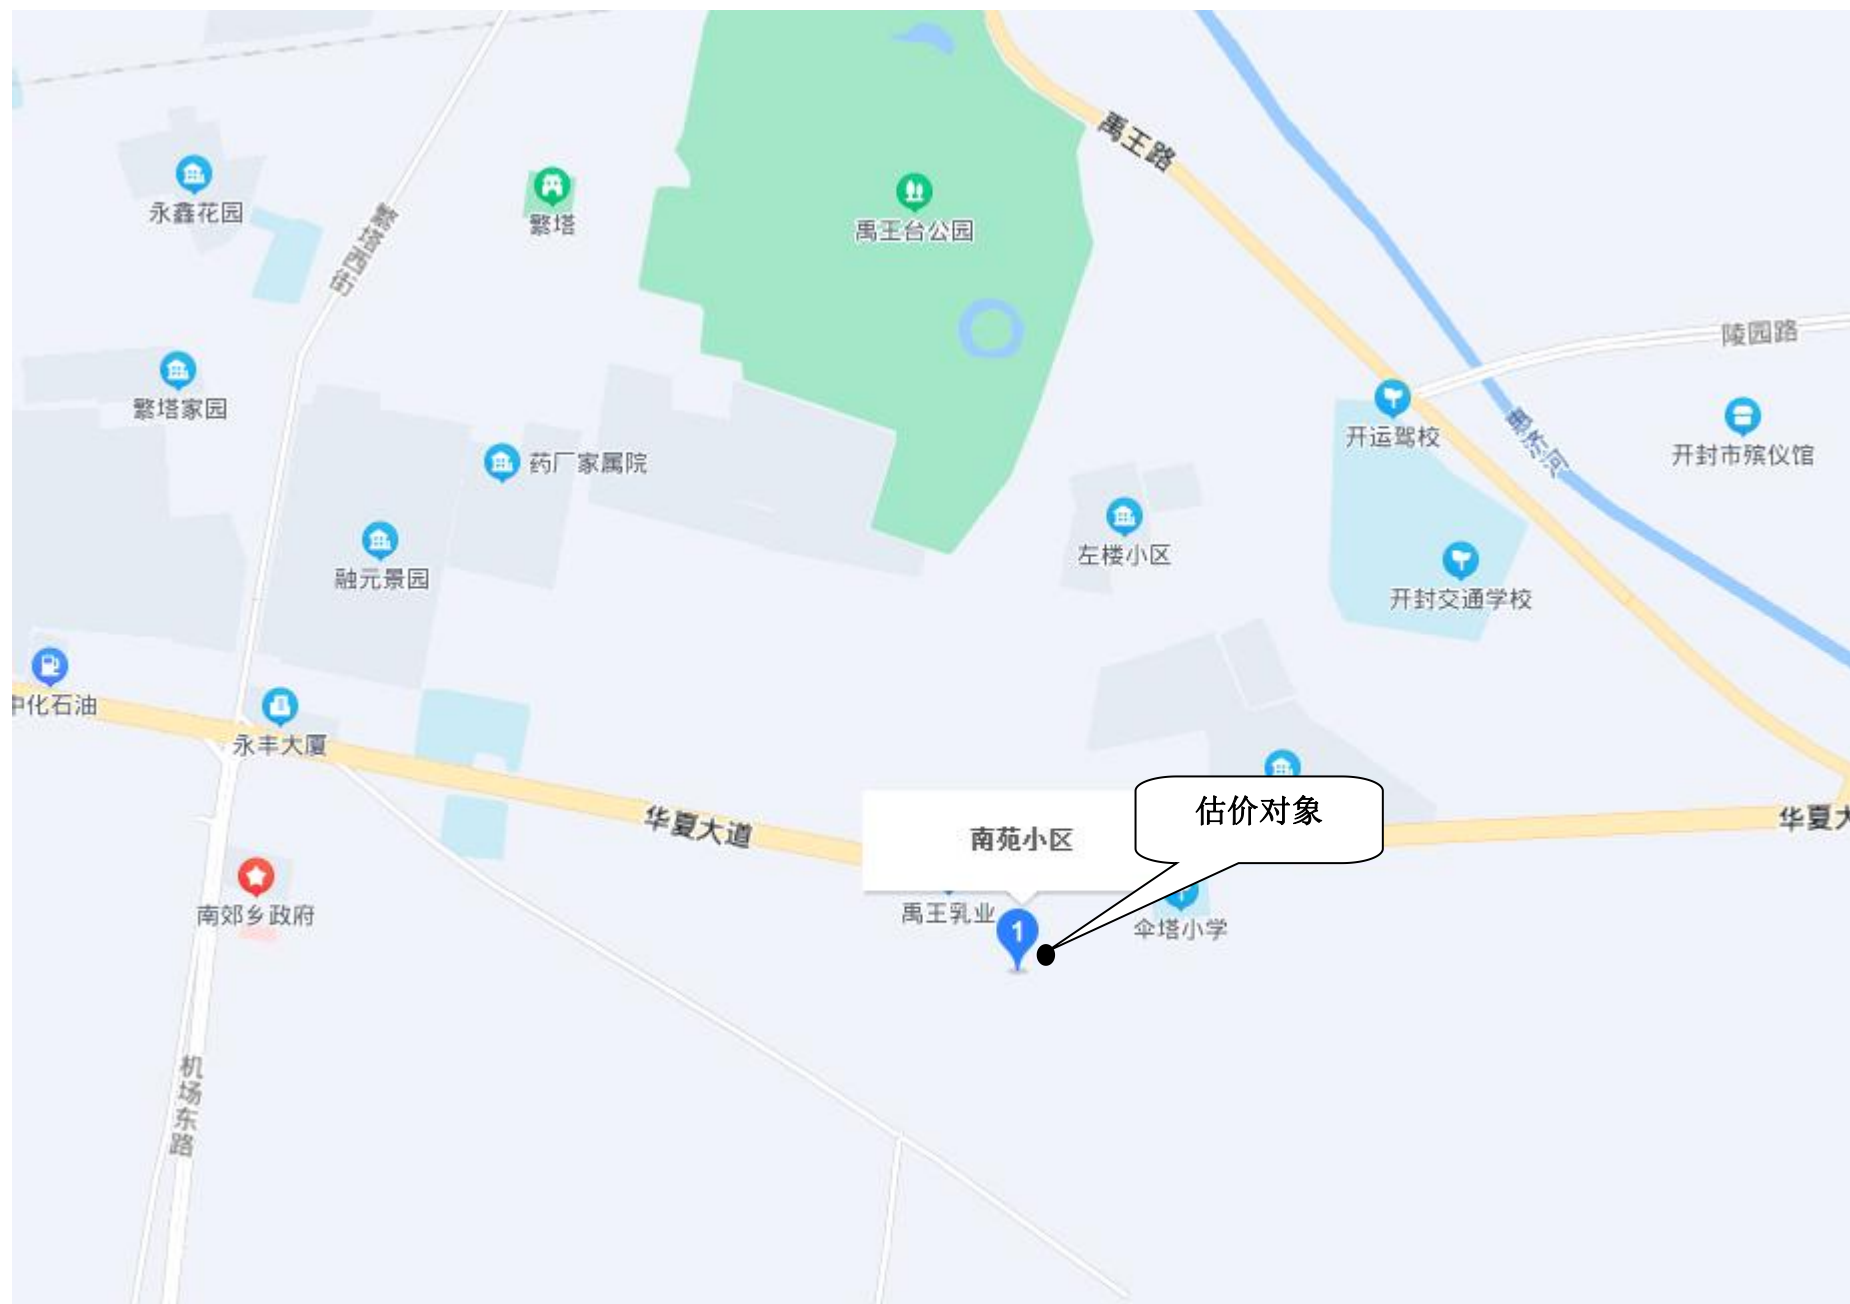 禹王路
永鑫花园
繁塔西街
繁塔
禹王台公园
陵园路
繁塔家园
开运驾校
惠济河
开封市殡仪馆
药厂家属院
左楼小区
融元景园
开封交通学校
中化石油
永丰大厦
华夏大道
南苑小区
估价对象
华夏大
南郊乡政府
禹王乳业
1
伞塔小学
机场东路